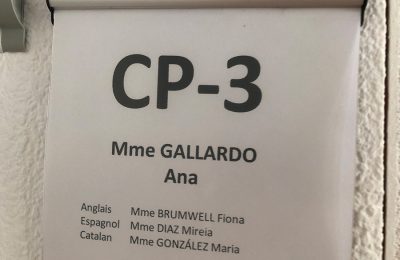 CP-3
Mme GALLARDO
Ana
Anglais Mme BRUMWELL Fiona
Espagnol Mme DIAZ Mireia
Catalan Mme GONZÁLEZ Maria